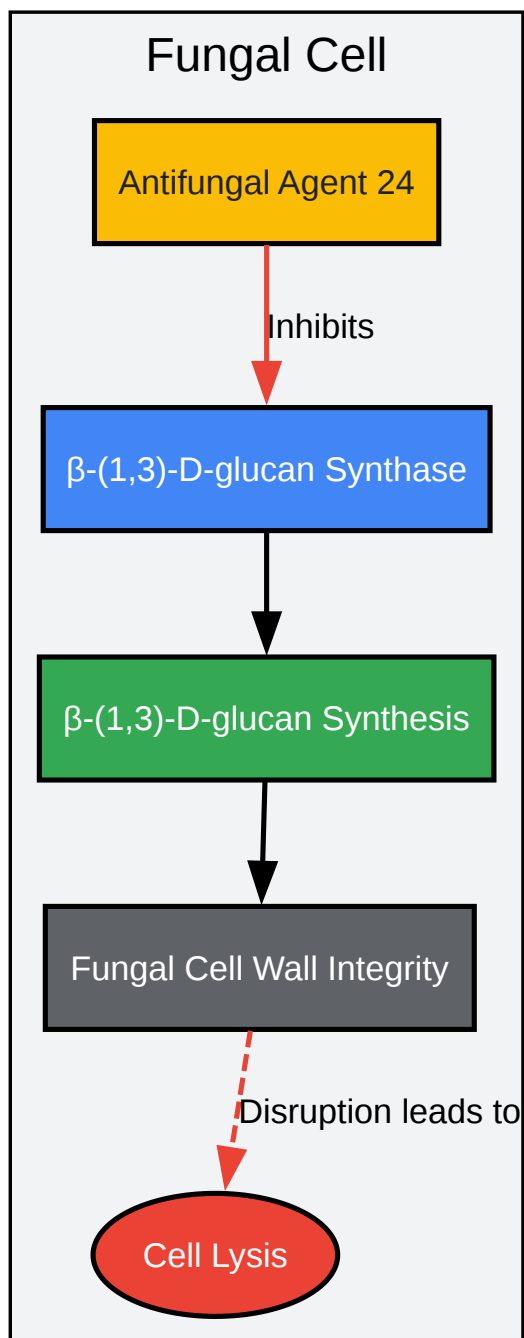 Fungal Cell
Antifungal Agent 24
Inhibits
β-(1,3)-D-glucan Synthase
β-(1,3)-D-glucan Synthesis
Fungal Cell Wall Integrity
Disruption leads to
Cell Lysis